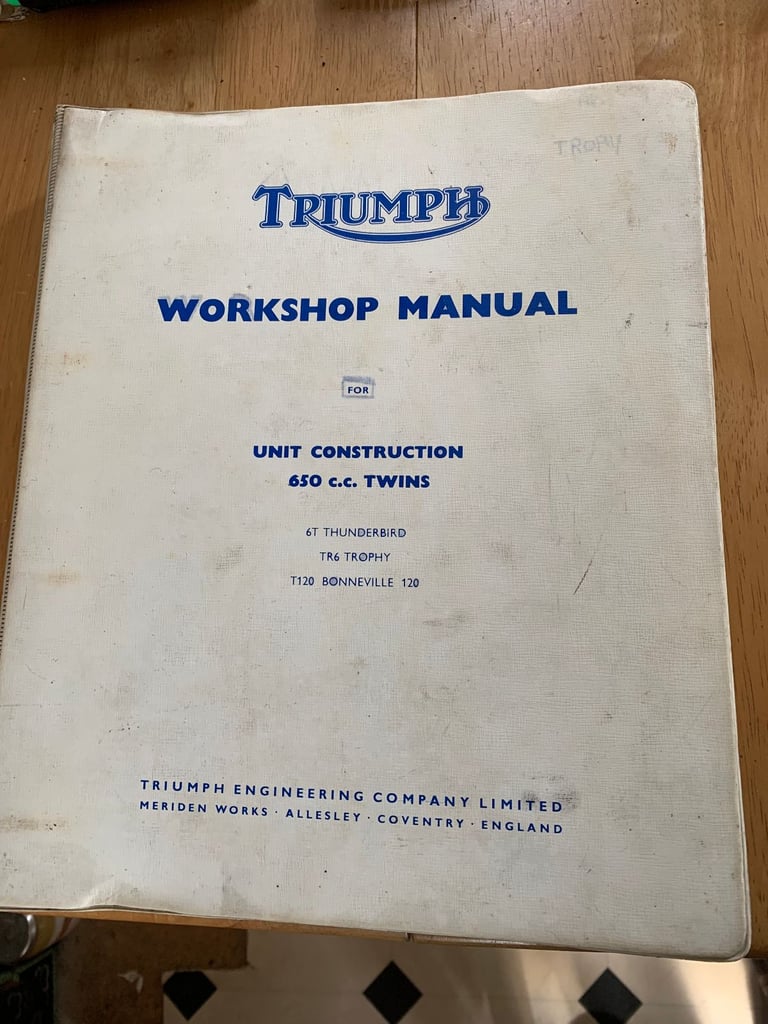 TROPHY
TRIUMPH
WORKSHOP MANUAL
FOR
UNIT CONSTRUCTION
650 c.c. TWINS
6T THUNDERBIRD
TR6 TROPHY
T120 BONNEVILLE 120
TRIUMPH ENGINEERING COMPANY LIMITED
MERIDEN WORKS · ALLESLEY · COVENTRY · ENGLAND